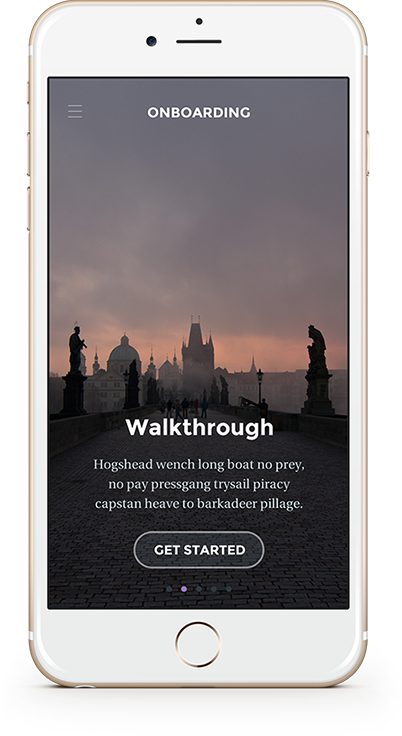 ONBOARDING
Walkthrough
Hogshead wench long boat no prey,
no pay pressgang trysail piracy
capstan heave to barkadeer pillage.
GET STARTED